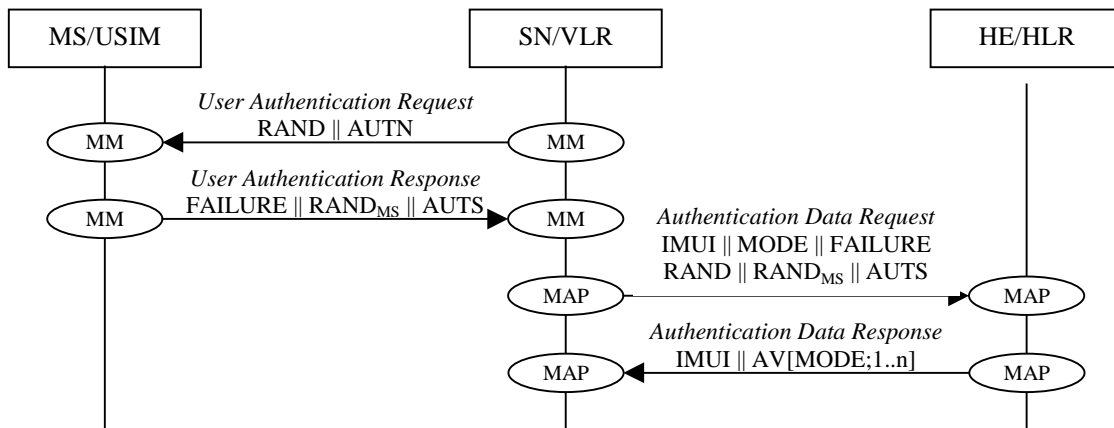 MS/USIM
SN/VLR
HE/HLR
User Authentication Request
RAND || AUTN
MM
MM
User Authentication Response
FAILURE || RANDMS || AUTS
MM
MM
Authentication Data Request
IMUI || MODE || FAILURE
RAND || RANDMS || AUTS
MAP
MAP
Authentication Data Response
IMUI || AV[MODE;1..n]
MAP
MAP